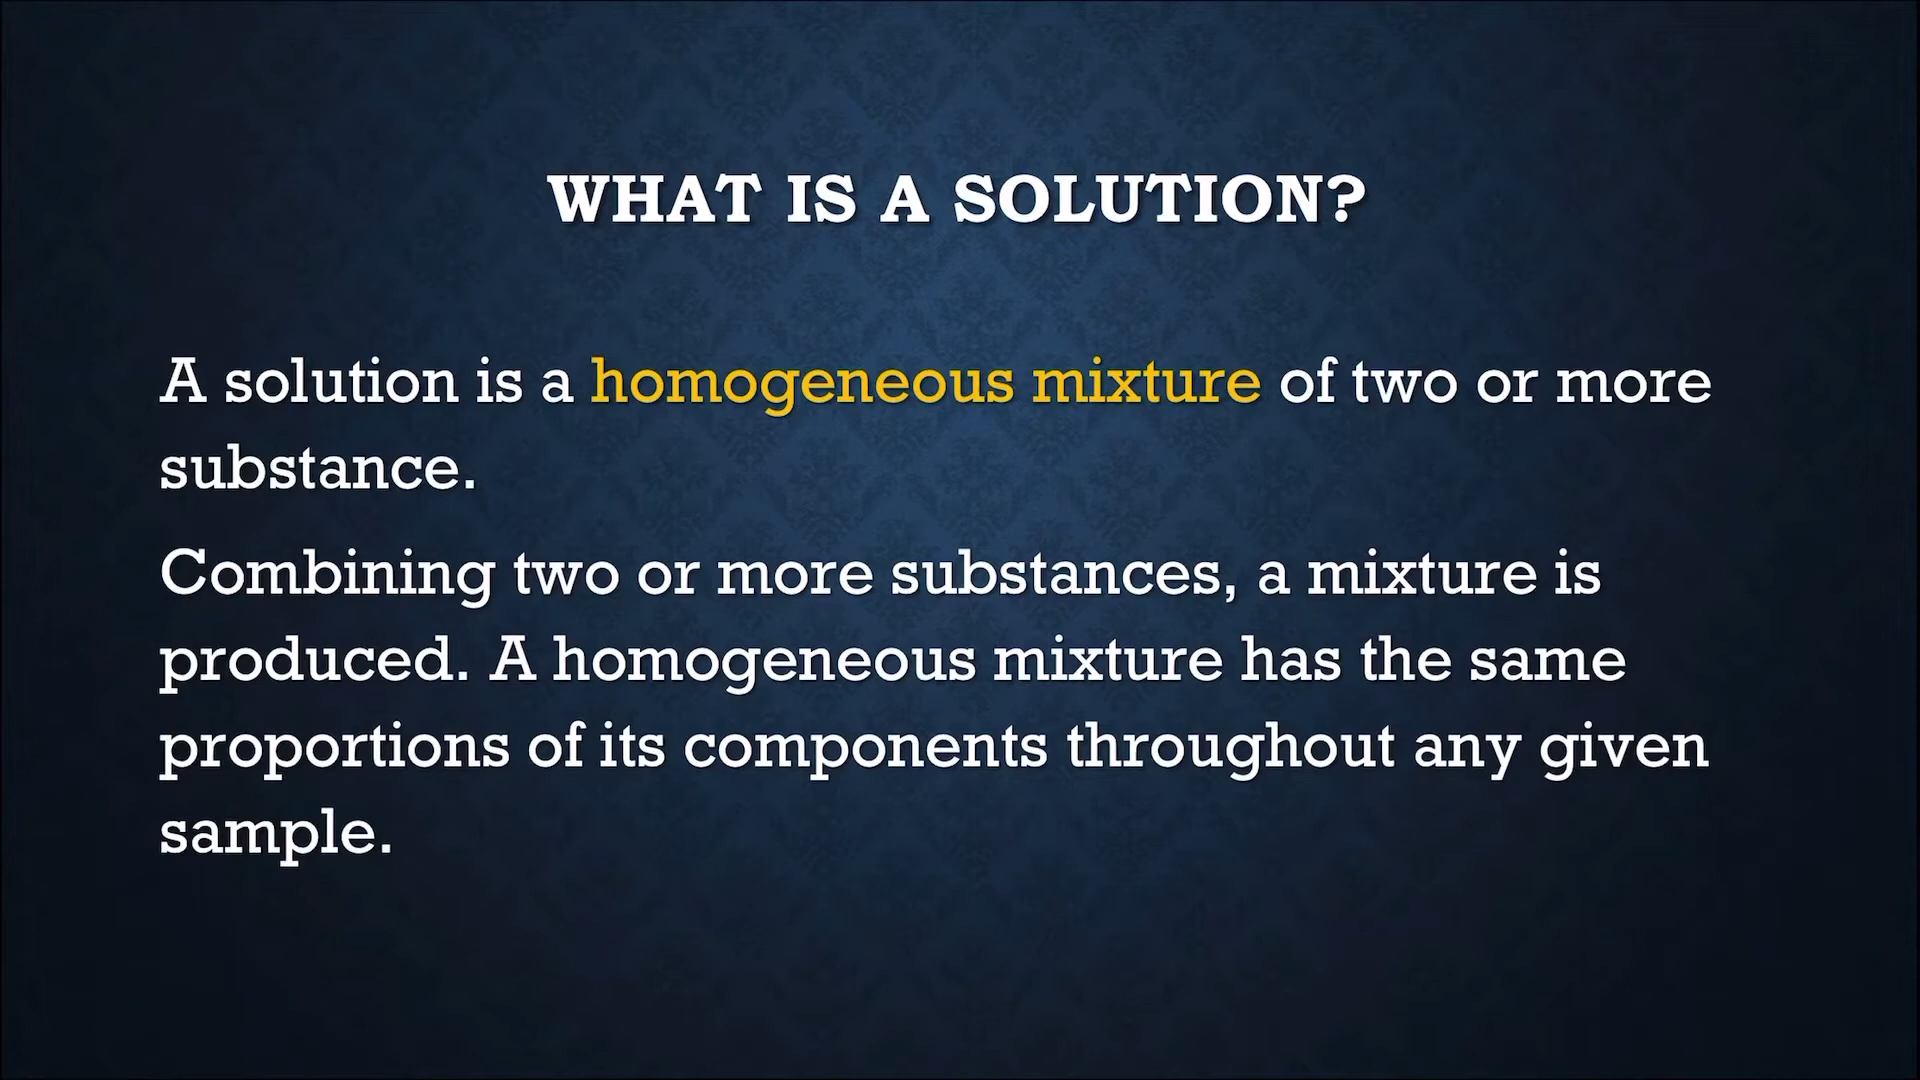 WHAT IS A SOLUTION?
A solution is a homogeneous mixture of two or more
substance.
Combining two or more substances, a mixture is
produced. A homogeneous mixture has the same
proportions of its components throughout any given
sample.